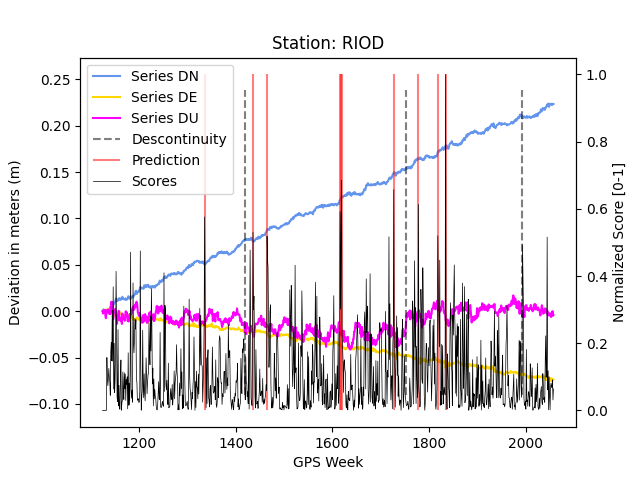 Station: RIOD
Series DN
Series DE
Series DU
Descontinuity
Prediction
Scores
Deviation in meters (m)
0.25
0.20
0.15
0.10
0.05
0.00
−0.05
−0.10
1.0
0.8
0.6
0.4
0.2
0.0
Normalized Score [0-1]
1200 1400 1600 1800 2000
GPS Week